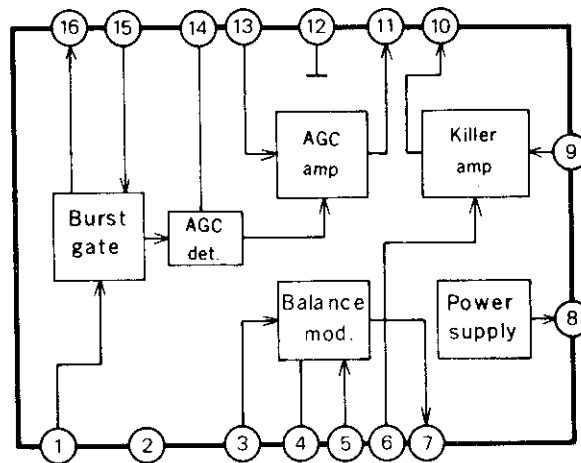 16 15 14 13 12 11 10
AGC
amp
Killer
amp
9
Burst
gate
AGC
det.
Balance
mod.
Power
supply
8
1 2 3 4 5 6 7